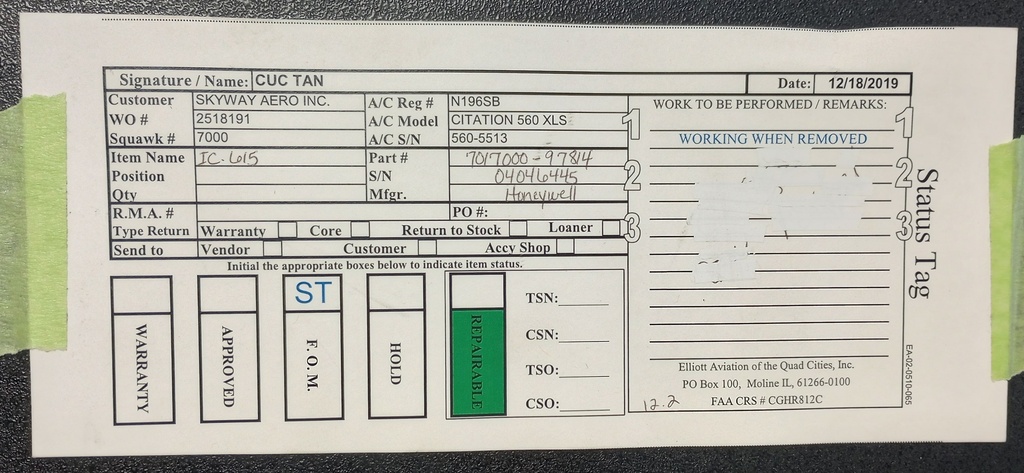 Signature / Name: CUC TAN Date: 12/18/2019
Customer SKYWAY AERO INC. A/C Reg # N196SB
WO # 2518191 A/C Model CITATION 560 XLS
Squawk # 7000 A/C S/N 560-5513
Item Name IC-615 Part # 7017000-97814
Position S/N 04046445
Qty Mfgr. Honeywell
R.M.A. # PO #:
Type Return Warranty Core Return to Stock Loaner
Send to Vendor Customer Accy Shop
Initial the appropriate boxes below to indicate item status.
WARRANTY
APPROVED
ST
F. O. M.
HOLD
REPAIRABLE
TSN:
CSN:
TSO:
CSO:
1
2
3
WORK TO BE PERFORMED / REMARKS:
WORKING WHEN REMOVED
1
2
3
Elliott Aviation of the Quad Cities, Inc.
PO Box 100, Moline IL, 61266-0100
FAA CRS # CGHR812C
12.2
Status Tag
EA-02-0510-065